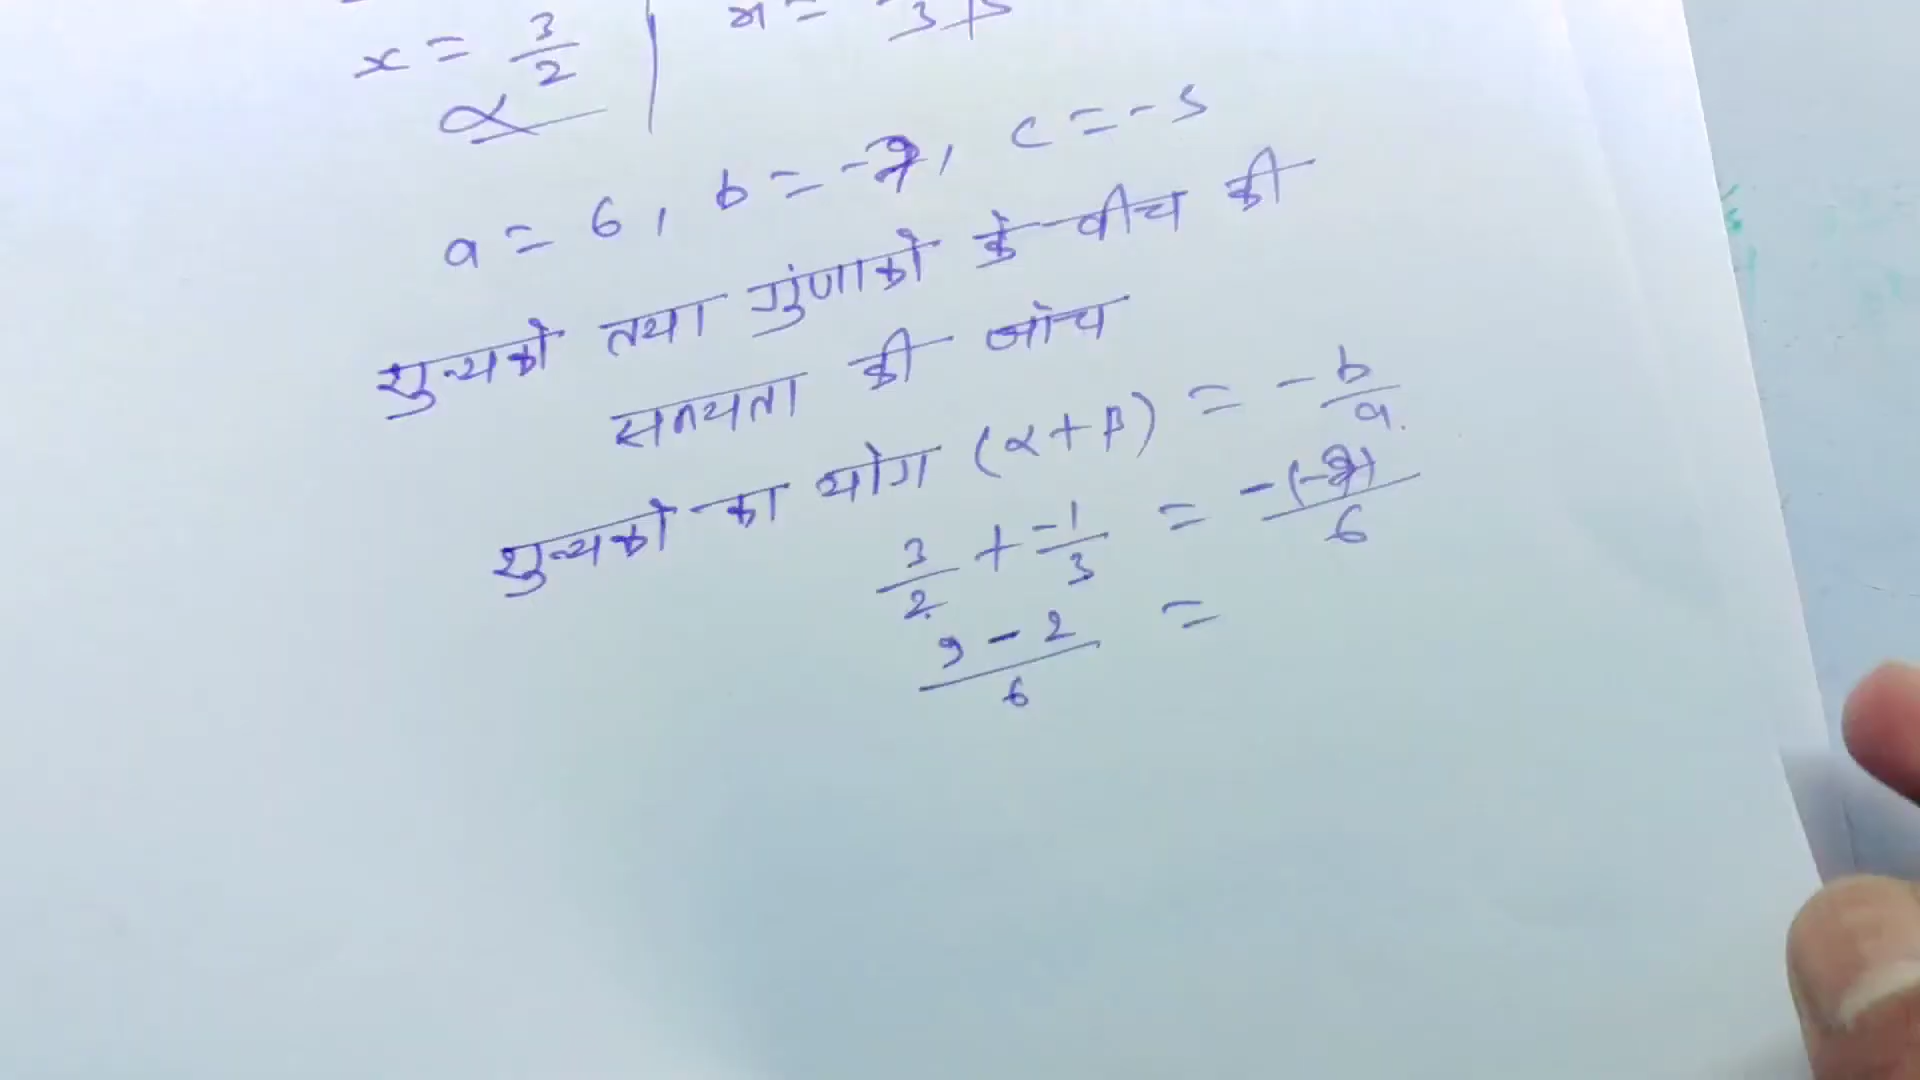 x = 3/2 | x =
α
a = 6, b = -7, c = -5
शुन्यको तथा गुंणाको के बीच की
सत्यता की जाँच
शुन्यको का योग (α+β) = -b/a
3/2 + -1/3 = -(-7)/6
9-2/6 =